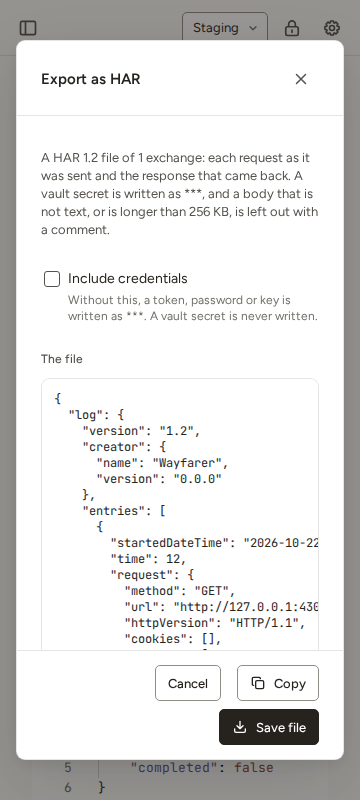 Staging
Export as HAR
A HAR 1.2 file of 1 exchange: each request as it
was sent and the response that came back. A
vault secret is written as ***, and a body that is
not text, or is longer than 256 KB, is left out with
a comment.
Include credentials
Without this, a token, password or key is
written as ***. A vault secret is never written.
The file
{
"log": {
"version": "1.2",
"creator": {
"name": "Wayfarer",
"version": "0.0.0"
},
"entries": [
{
"startedDateTime": "2026-10-22
"time": 12,
"request": {
"method": "GET",
"url": "http://127.0.0.1:430
"httpVersion": "HTTP/1.1",
"cookies": [],
Cancel
Copy
Save file
5 "completed": false
6 }